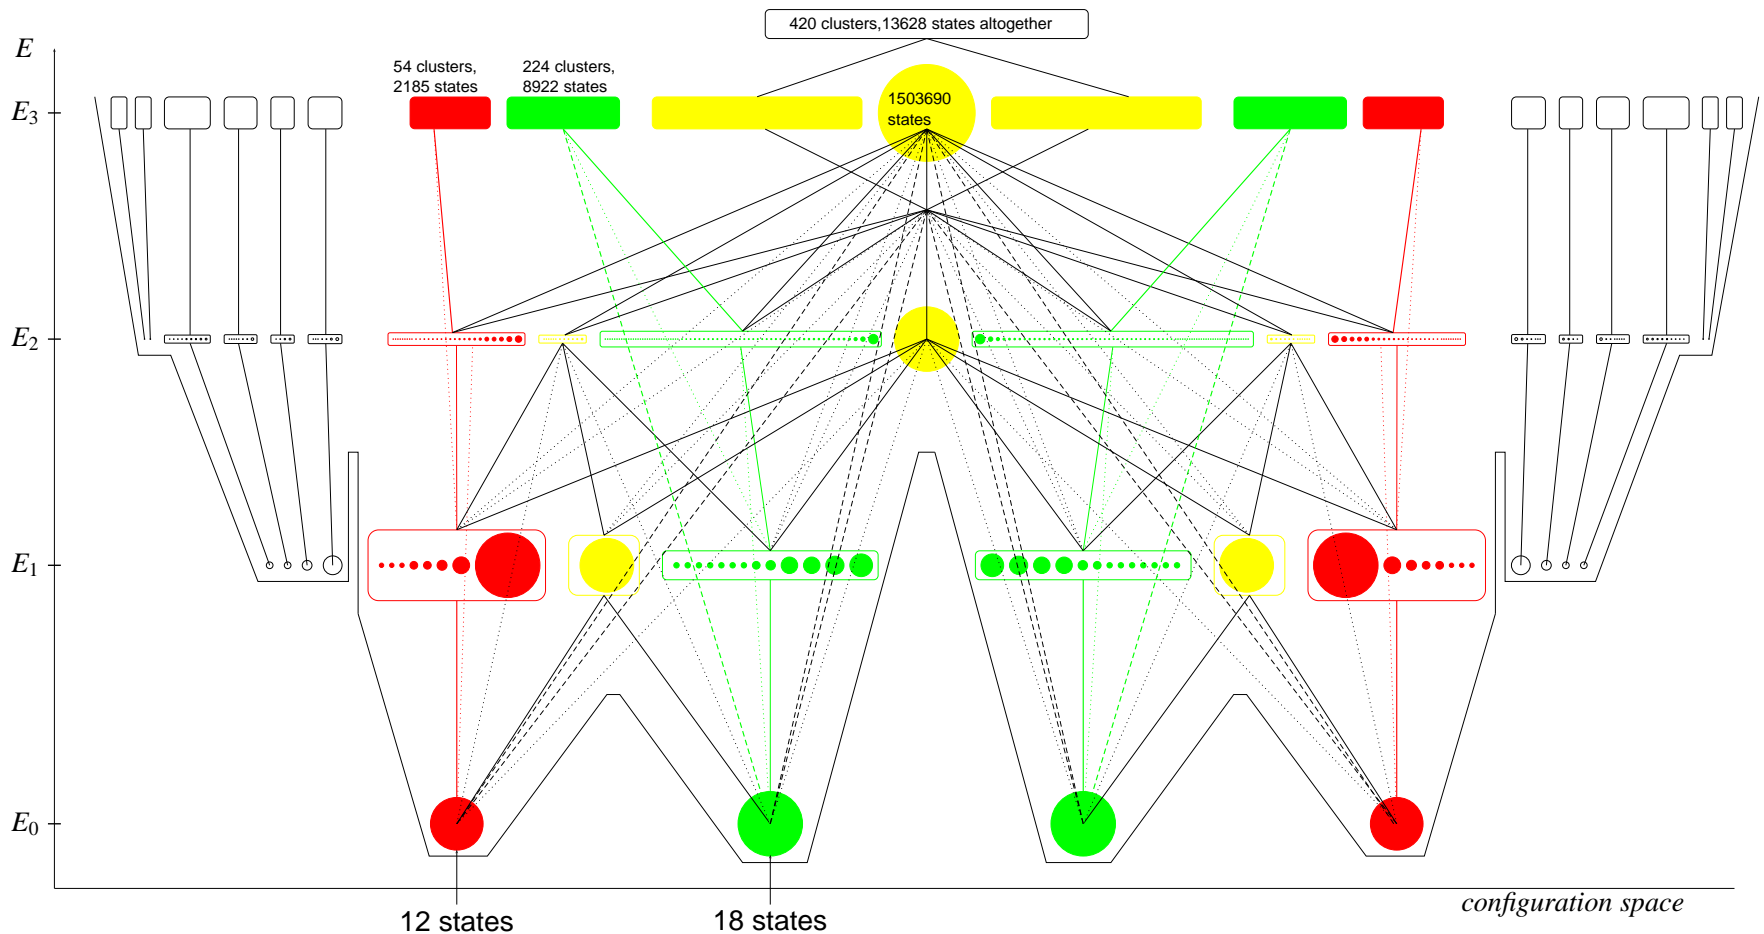 420 clusters,13628 states altogether
E
54 clusters,
2185 states
224 clusters,
8922 states
1503690
states
E3
E2
E1
E0
configuration space
12 states
18 states